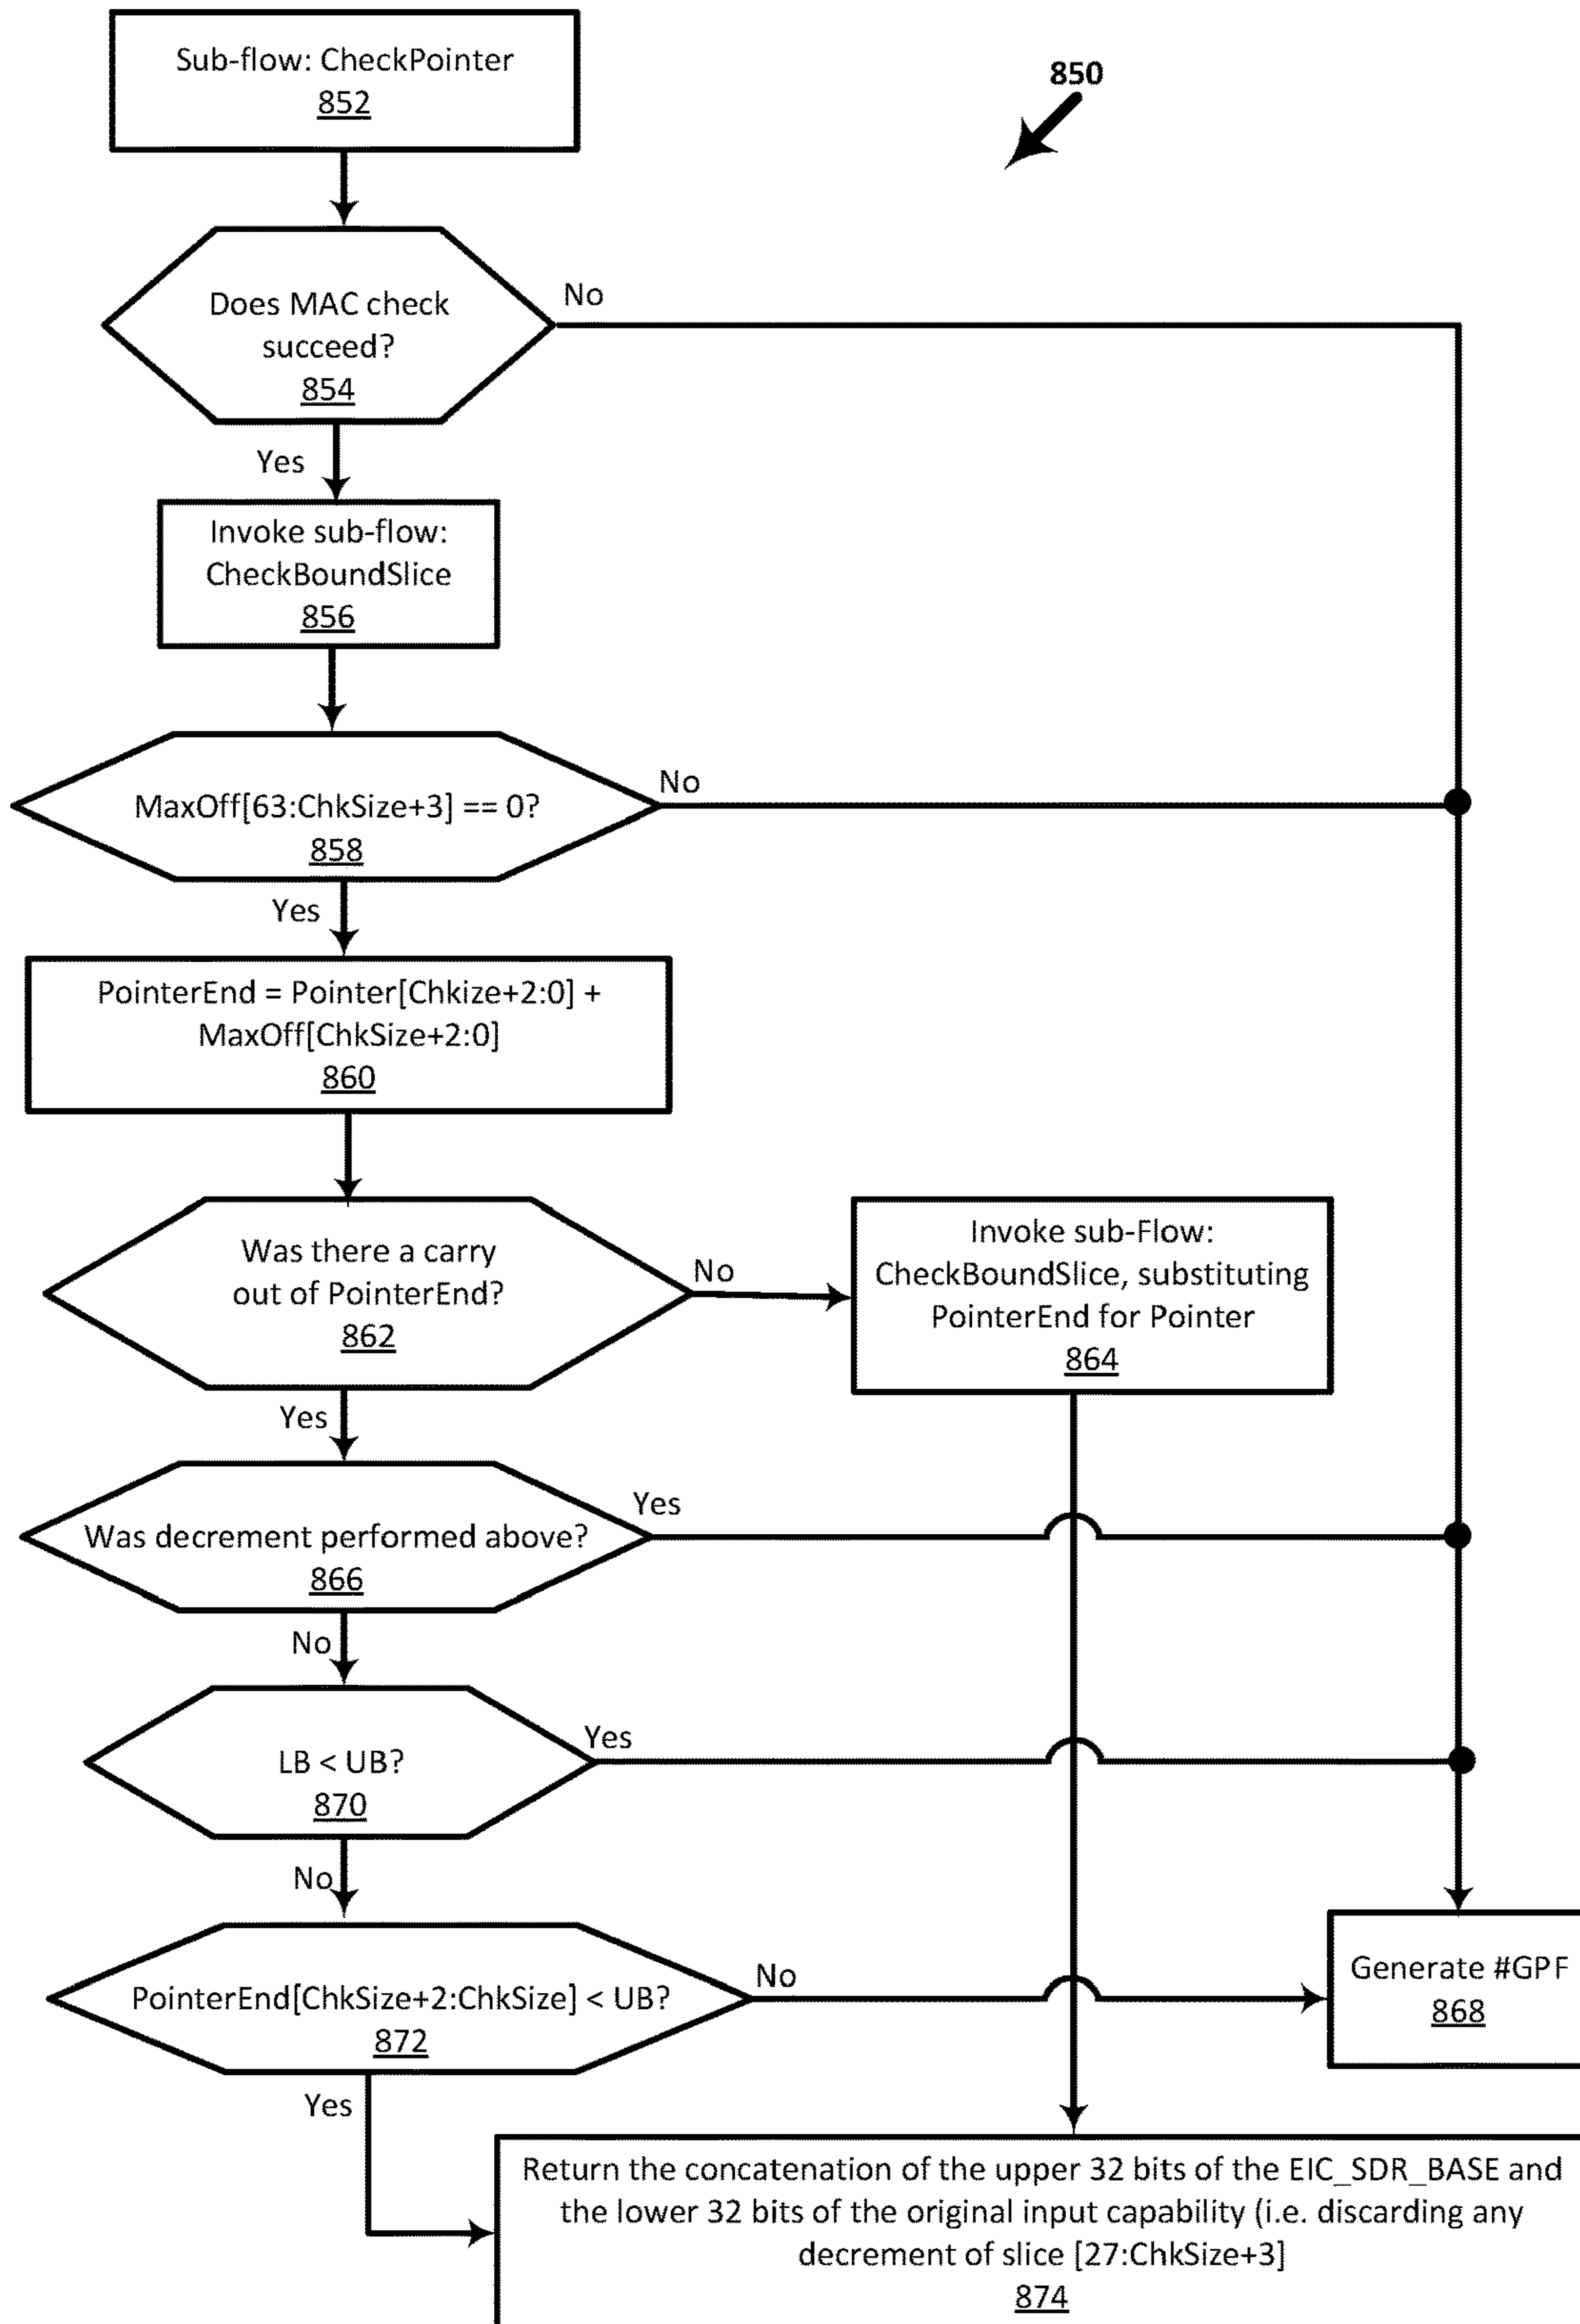 Sub-flow: CheckPointer
852
850
Does MAC check
succeed?
854
No
Yes
Invoke sub-flow:
CheckBoundSlice
856
MaxOff[63:ChkSize+3] == 0?
858
No
Yes
PointerEnd = Pointer[Chkize+2:0] +
MaxOff[ChkSize+2:0]
860
Was there a carry
out of PointerEnd?
862
No
Invoke sub-Flow:
CheckBoundSlice, substituting
PointerEnd for Pointer
864
Yes
Was decrement performed above?
866
Yes
No
LB < UB?
870
Yes
No
PointerEnd[ChkSize+2:ChkSize] < UB?
872
No
Generate #GPF
868
Yes
Return the concatenation of the upper 32 bits of the EIC_SDR_BASE and
the lower 32 bits of the original input capability (i.e. discarding any
decrement of slice [27:ChkSize+3]
874